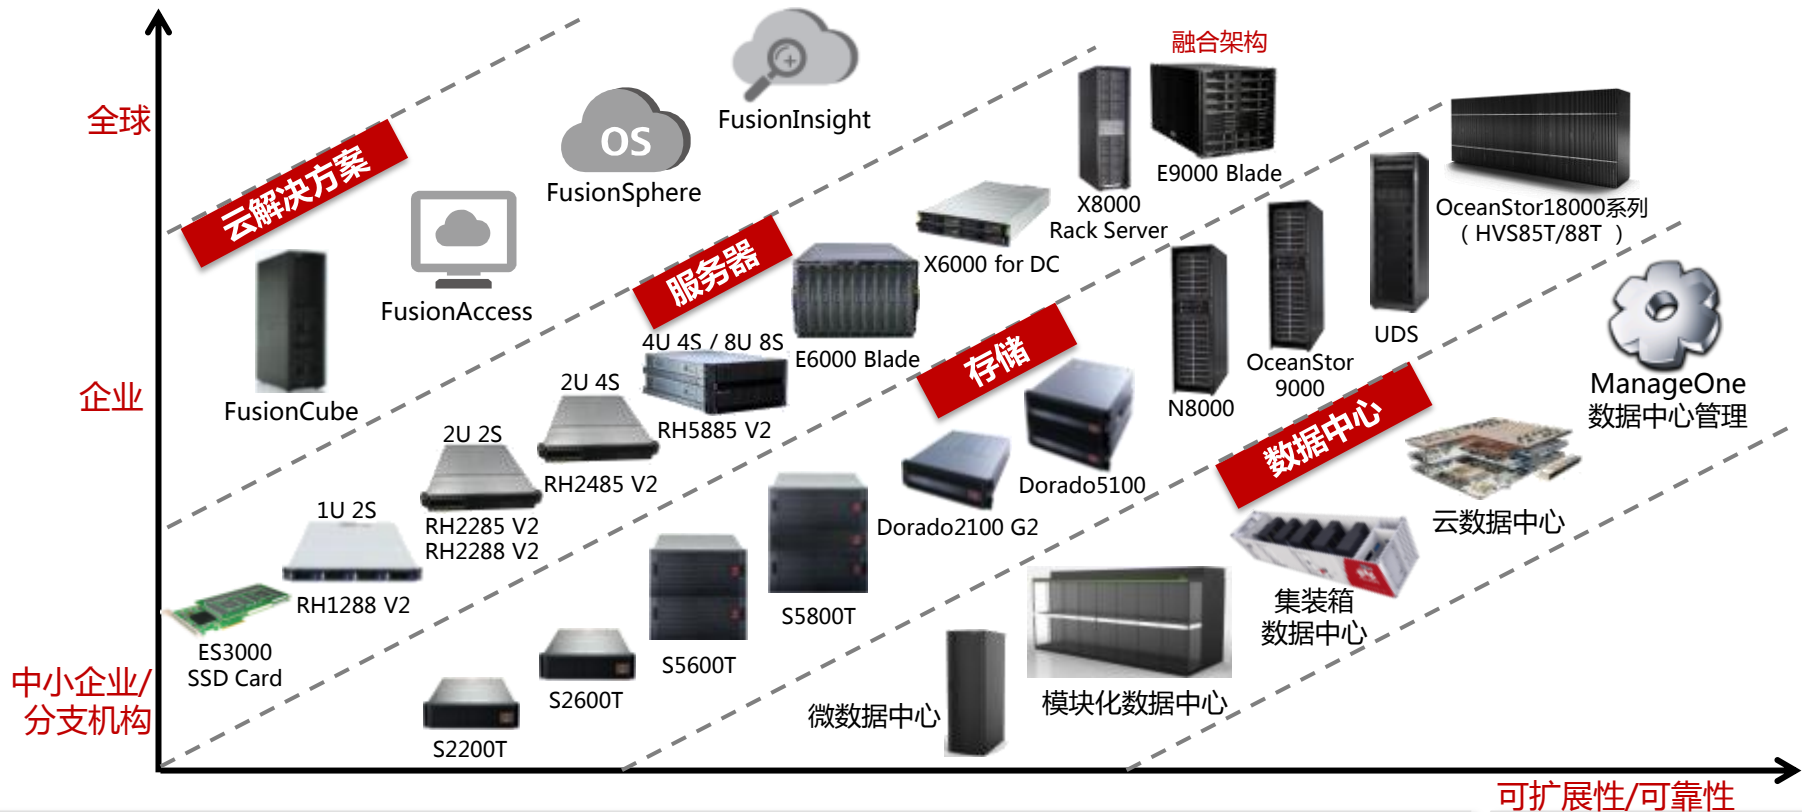 融合架构
全球
FusionInsight
OS
FusionSphere
云解决方案
FusionAccess
FusionCube
E9000 Blade
X8000
Rack Server
X6000 for DC
服务器
E6000 Blade
4U 4S / 8U 8S
RH5885 V2
2U 4S
RH2485 V2
2U 2S
RH2285 V2
RH2288 V2
1U 2S
RH1288 V2
ES3000
SSD Card
企业
OceanStor18000系列
( HVS85T/88T )
UDS
OceanStor
9000
N8000
存储
Dorado5100
Dorado2100 G2
S5800T
S5600T
S2600T
S2200T
ManageOne
数据中心管理
数据中心
云数据中心
集装箱
数据中心
模块化数据中心
微数据中心
中小企业/
分支机构
可扩展性/可靠性